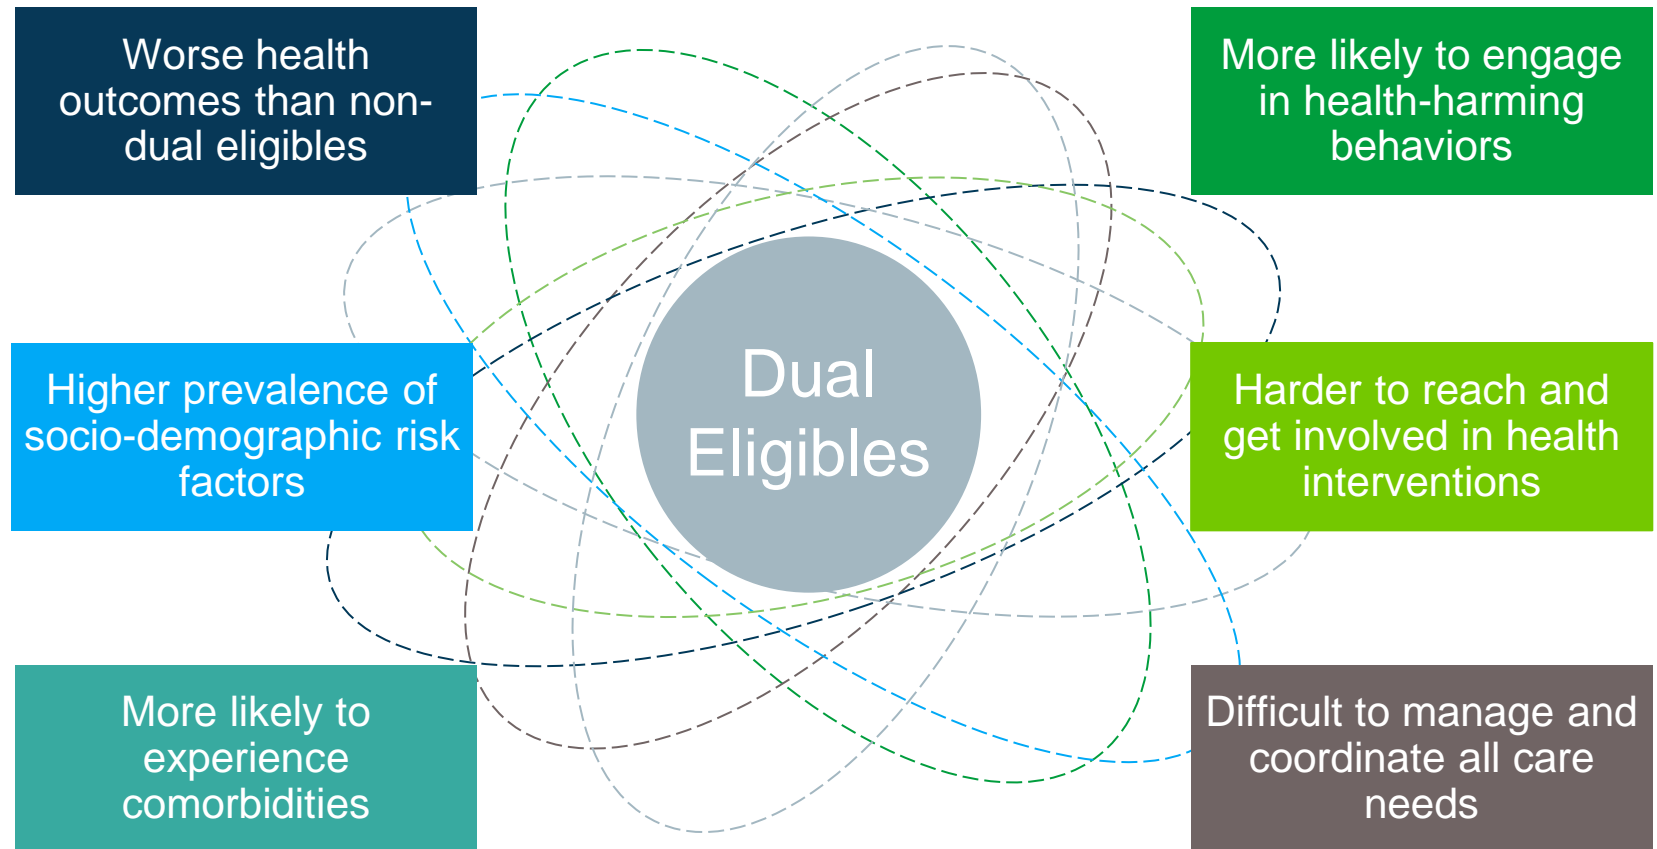 Worse health
outcomes than non-
dual eligibles
More likely to engage
in health-harming
behaviors
Higher prevalence of
socio-demographic risk
factors
Dual
Eligibles
Harder to reach and
get involved in health
interventions
More likely to
experience
comorbidities
Difficult to manage and
coordinate all care
needs